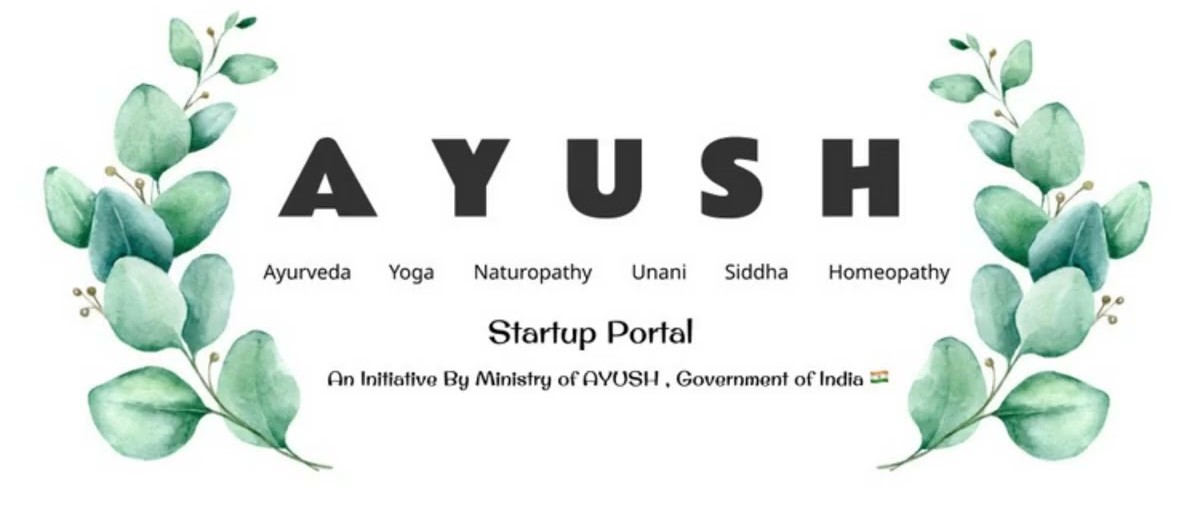 AYUSH
Ayurveda Yoga Naturopathy Unani Siddha Homeopathy
Startup Portal
An Initiative By Ministry of AYUSH , Government of India 🇮🇳